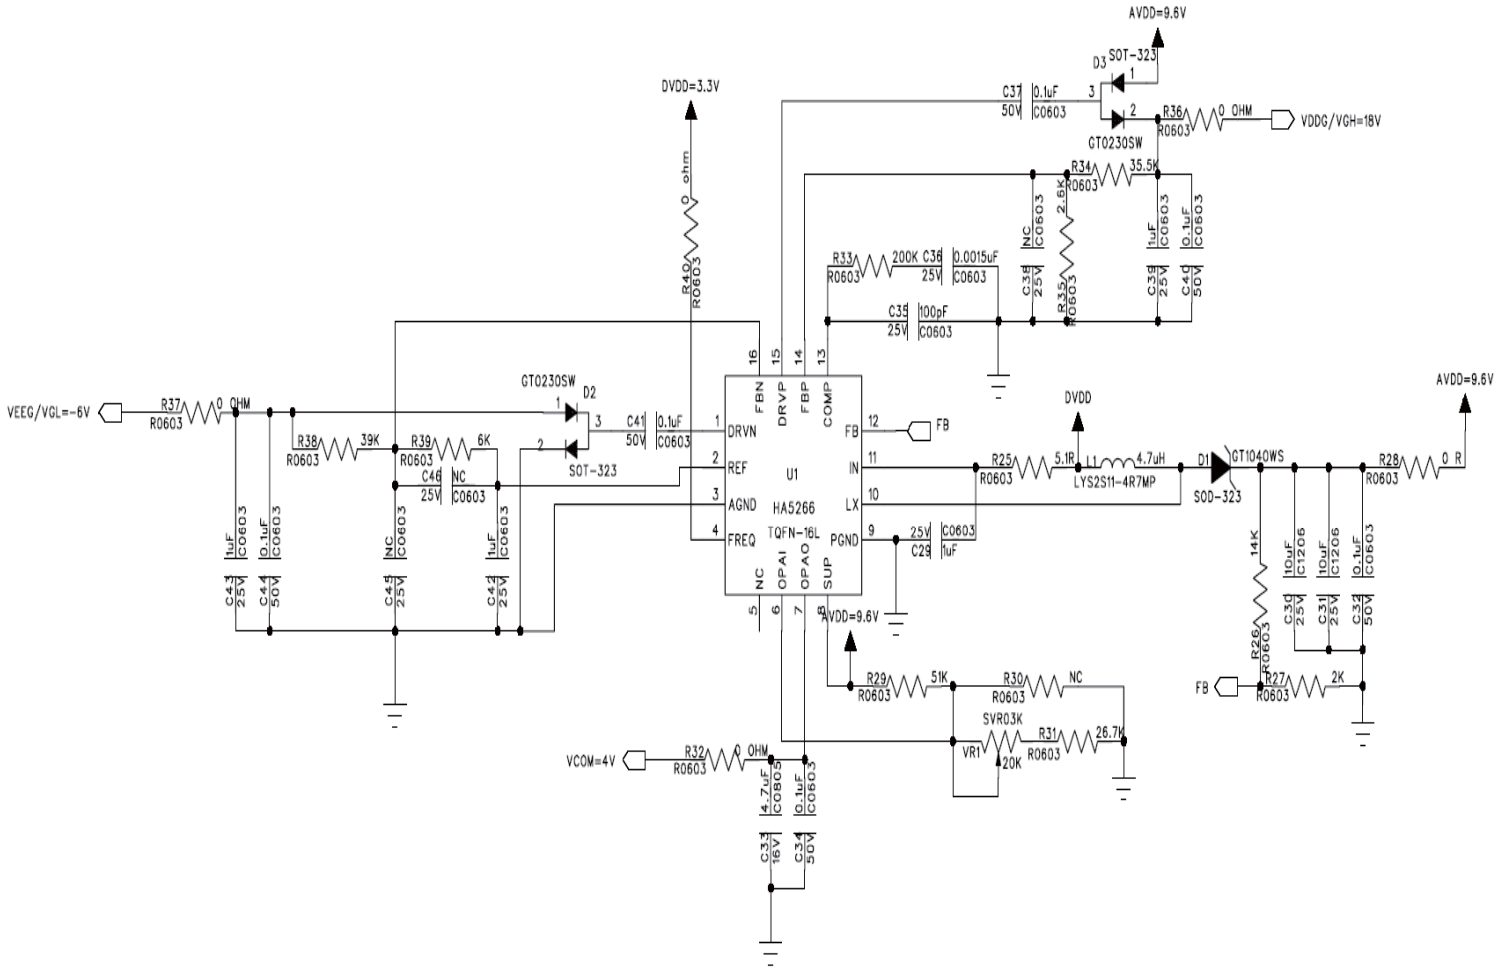 AVDD=9.6V
D3
SOT-323
1
3
2
C37
0.1uF
50V
C0603
GT0230SW
R36
0 OHM
R0603
VDDG/VGH=18V
DVDD=3.3V
0 ohm
R40
R0603
R34
35.5K
R0603
2.6K
R35
R0603
NC
C0603
C38
25V
1uF
C0603
C39
25V
0.1uF
C0603
C40
50V
R33
200K
R0603
C36
0.0015uF
25V
C0603
C35
100pF
25V
C0603
16
15
14
13
FBN
DRVP
FBP
COMP
1
DRVN
2
REF
3
AGND
4
FREQ
U1
HA5266
TQFN-16L
FB
12
IN
11
LX
10
PGND
9
NC
OPAI
OPAO
SUP
5
6
7
8
FB
VEEG/VGL=-6V
R37
0 OHM
R0603
GT0230SW
D2
1
3
2
SOT-323
C41
0.1uF
50V
C0603
R38
39K
R0603
R39
6K
R0603
C46
NC
25V
C0603
1uF
C0603
C43
25V
0.1uF
C0603
C44
50V
NC
C0603
C45
25V
1uF
C0603
C42
25V
DVDD
R25
5.1R
R0603
L1
4.7uH
LYS2S11-4R7MP
25V
C0603
C29
1uF
D1
GT1040WS
SOD-323
AVDD=9.6V
R28
0 R
R0603
14K
R26
R0603
10uF
C1206
C30
25V
10uF
C1206
C31
25V
0.1uF
C0603
C32
50V
FB
R27
2K
R0603
AVDD=9.6V
R29
51K
R0603
R30
NC
R0603
SVR03K
VR1
20K
R31
26.7K
R0603
VCOM=4V
R32
0 OHM
R0603
4.7uF
C0805
C33
16V
0.1uF
C0603
C34
50V